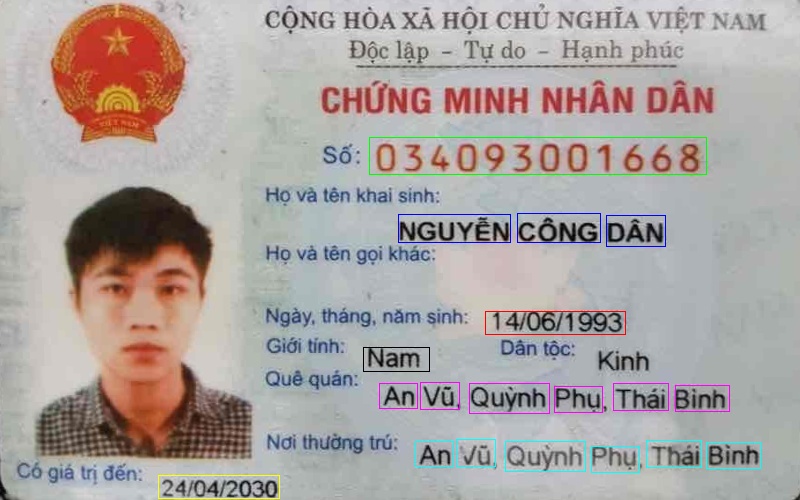 CỘNG HÒA XÃ HỘI CHỦ NGHĨA VIỆT NAM
Độc lập - Tự do - Hạnh phúc
CHỨNG MINH NHÂN DÂN
Số: 034093001668
Họ và tên khai sinh:
NGUYỄN CÔNG DÂN
Họ và tên gọi khác:
Ngày, tháng, năm sinh: 14/06/1993
Giới tính: Nam Dân tộc: Kinh
Quê quán: An Vũ, Quỳnh Phụ, Thái Bình
Nơi thường trú: An Vũ, Quỳnh Phụ, Thái Bình
Có giá trị đến: 24/04/2030
VIỆT NAM